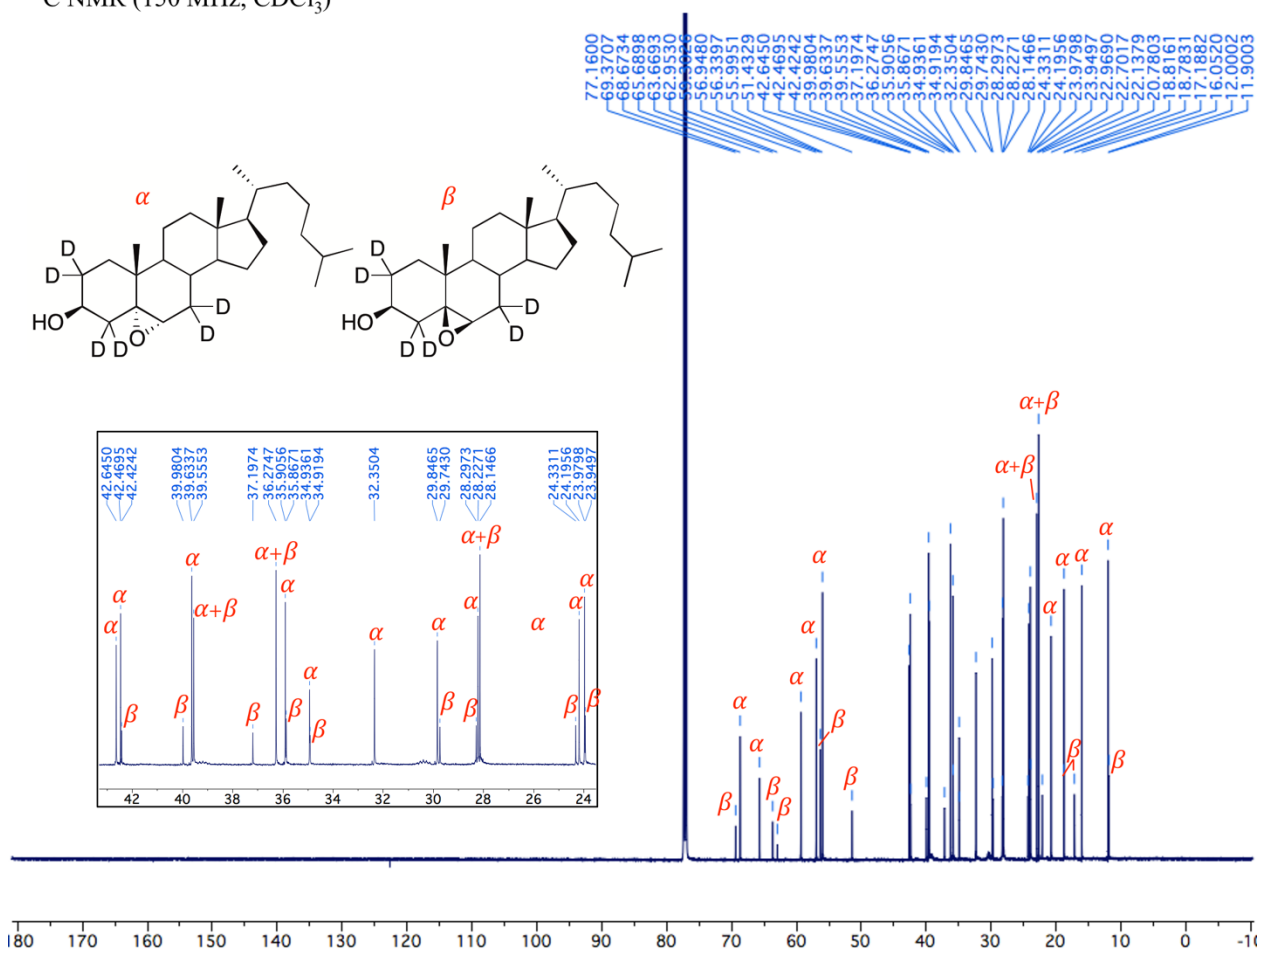 C NMR (150 MHz, CDCl3)
77.1600
69.3707
68.6734
65.6898
63.6693
62.9530
56.9480
56.3397
55.9951
51.4329
42.6450
42.4695
42.4242
39.9804
39.6337
39.5553
37.1974
36.2747
35.9056
35.8671
34.9361
34.9194
32.3504
29.8465
29.7430
28.2973
28.2271
28.1466
24.3311
24.1956
23.9798
23.9497
22.9690
22.7017
22.1379
20.7803
18.8161
18.7831
17.1882
16.0520
12.0002
11.9003
α
D
D
HO
D D
O
D
D
β
D
D
HO
D D
O
D
D
42.6450
42.4695
42.4242
39.9804
39.6337
39.5553
37.1974
36.2747
35.9056
35.8671
34.9361
34.9194
32.3504
29.8465
29.7430
28.2973
28.2271
28.1466
24.3311
24.1956
23.9798
23.9497
α
α
β
β
α
α+β
β
α+β
α
β
α
β
α
α
β
α
β
α+β
α
α
β
α
β
42 40 38 36 34 32 30 28 26 24
β
α
α
β
β
α
α
α
β
β
α+β
α+β
α
α
β
α
α
β
180 170 160 150 140 130 120 110 100 90 80 70 60 50 40 30 20 10 0 -10